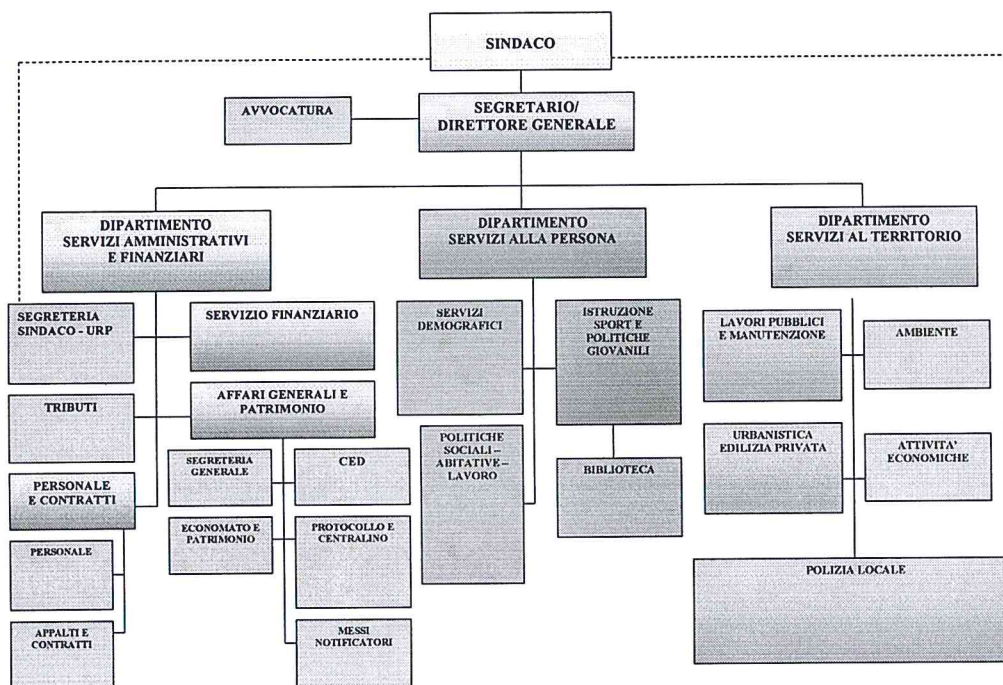 SINDACO
AVVOCATURA
SEGRETARIO/
DIRETTORE GENERALE
DIPARTIMENTO
SERVIZI AMMINISTRATIVI
E FINANZIARI
DIPARTIMENTO
SERVIZI ALLA PERSONA
DIPARTIMENTO
SERVIZI AL TERRITORIO
SEGRETERIA
SINDACO - URP
SERVIZIO FINANZIARIO
TRIBUTI
AFFARI GENERALI E
PATRIMONIO
PERSONALE
E CONTRATTI
SEGRETERIA
GENERALE
CED
ECONOMATO E
PATRIMONIO
PROTOCOLLO E
CENTRALINO
PERSONALE
APPALTI E
CONTRATTI
MESSI
NOTIFICATORI
SERVIZI
DEMOGRAFICI
ISTRUZIONE
SPORT E
POLITICHE
GIOVANILI
POLITICHE
SOCIALI –
ABITATIVE –
LAVORO
BIBLIOTECA
LAVORI PUBBLICI
E MANUTENZIONE
AMBIENTE
URBANISTICA
EDILIZIA PRIVATA
ATTIVITA'
ECONOMICHE
POLIZIA LOCALE